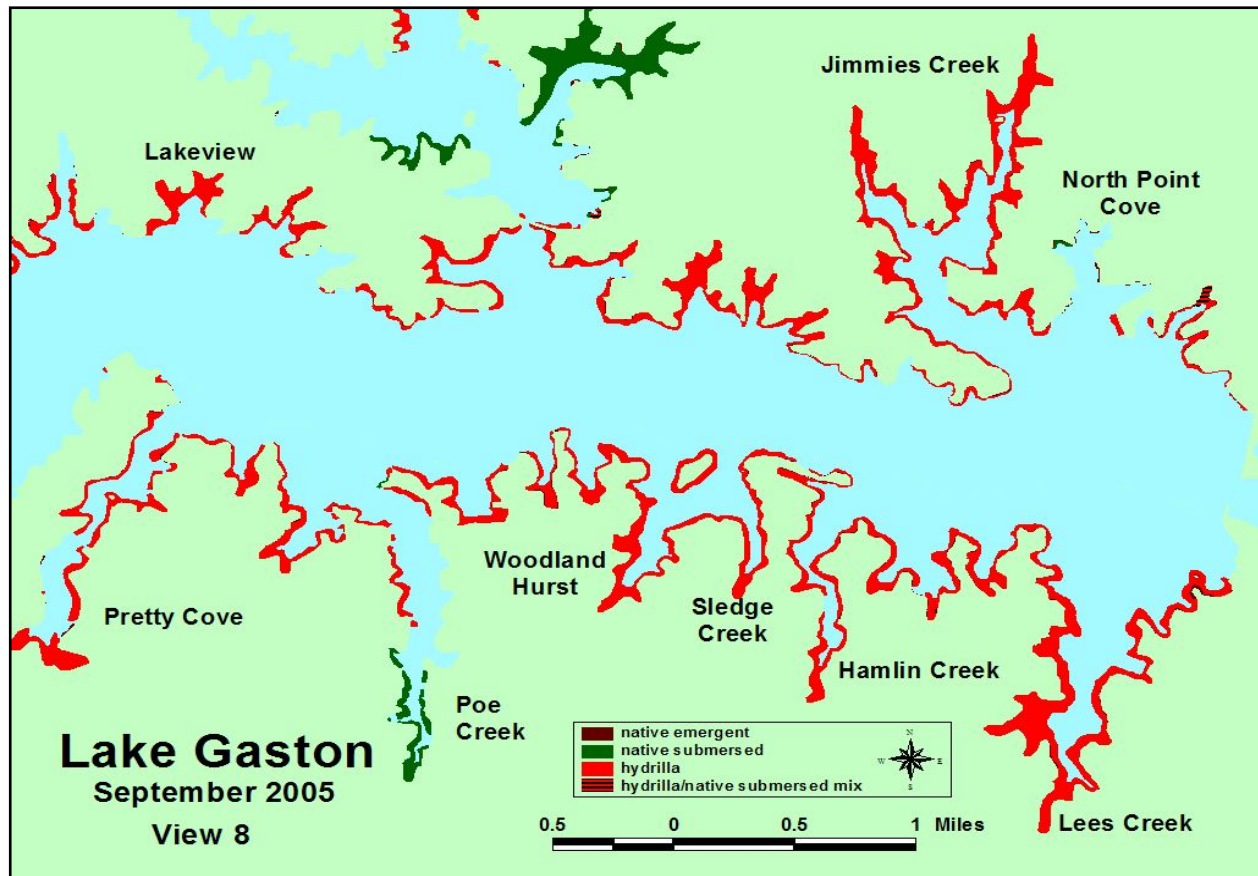 Jimmies Creek
Lakeview
North Point
Cove
Woodland
Hurst
Sledge
Creek
Pretty Cove
Hamlin Creek
Poe
Creek
Lees Creek
Lake Gaston
September 2005
View 8
native emergent
native submersed
hydrilla
hydrilla/native submersed mix
N
W E
S
0.5 0 0.5 1 Miles